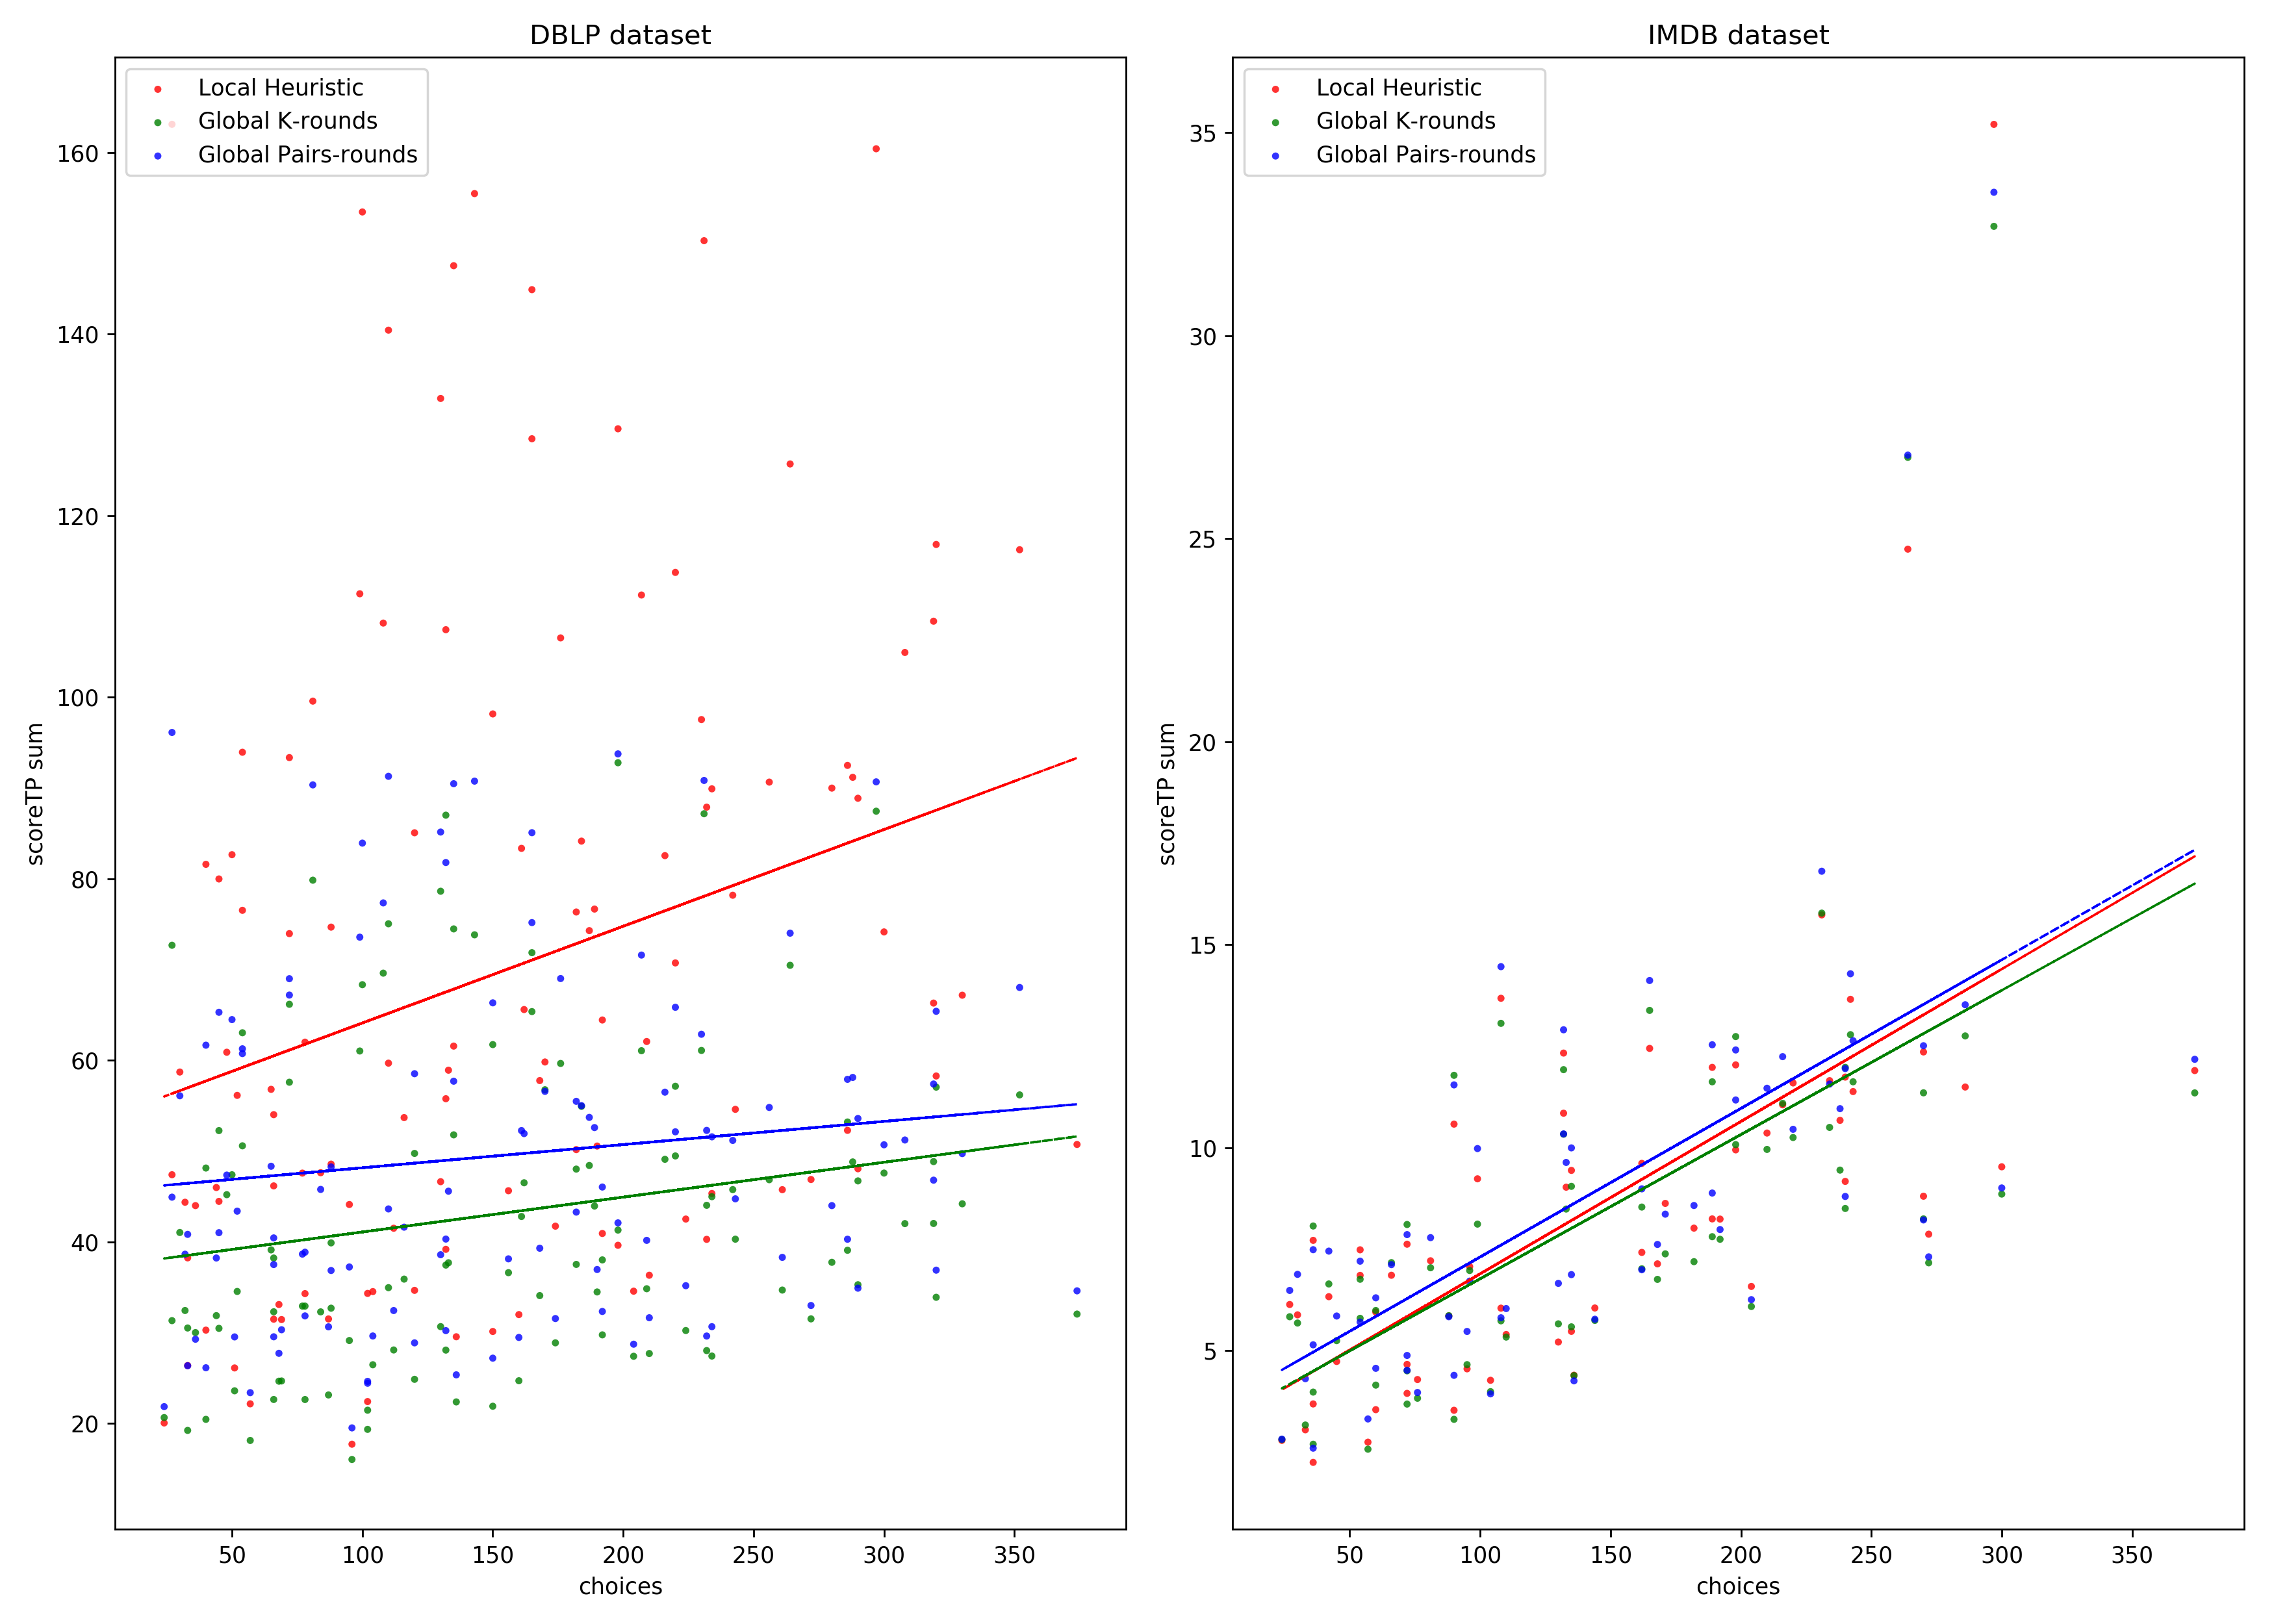 DBLP dataset
Local Heuristic
Global K-rounds
Global Pairs-rounds
160
140
120
100
80
60
40
20
scoreTP sum
50 100 150 200 250 300 350
choices
IMDB dataset
Local Heuristic
Global K-rounds
Global Pairs-rounds
35
30
25
20
15
10
5
scoreTP sum
50 100 150 200 250 300 350
choices